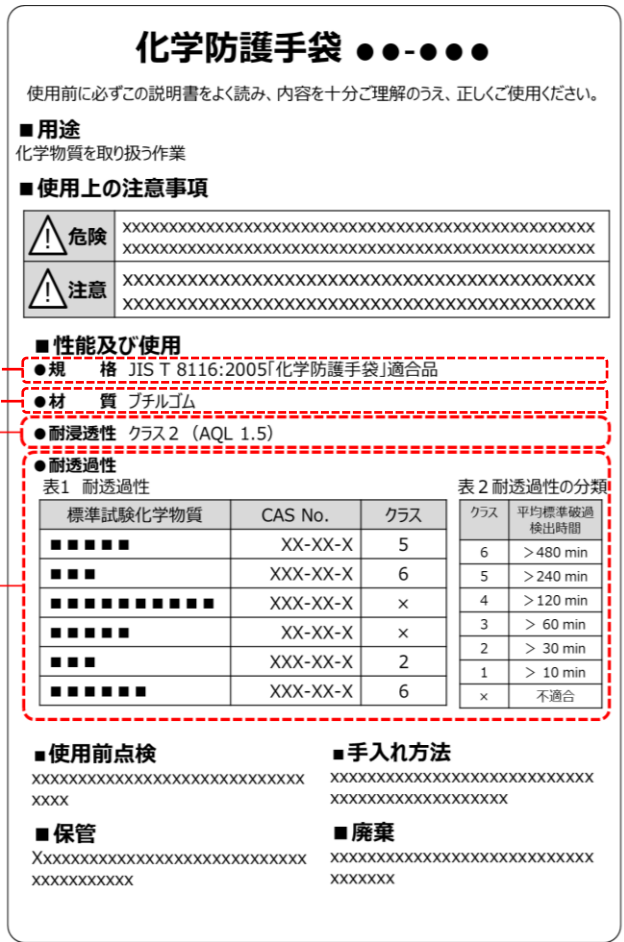 化学防護手袋 ●●-●●●
使用前に必ずこの説明書をよく読み、内容を十分ご理解のうえ、正しくご使用ください。
■用途
化学物質を取り扱う作業
■使用上の注意事項
危険 xxxxxxxxxxxxxxxxxxxxxxxxxxxxxxxxxxxxxxxxxxxxxxxxxx
xxxxxxxxxxxxxxxxxxxxxxxxxxxxxxxxxxxxxxxxxxxxxxxxxx
注意 xxxxxxxxxxxxxxxxxxxxxxxxxxxxxxxxxxxxxxxxxxx
xxxxxxxxxxxxxxxxxxxxxxxxxxxxxxxxxxxxxxxxxxx
■性能及び使用
●規 格 JIS T 8116:2005「化学防護手袋」適合品
●材 質 ブチルゴム
●耐浸透性 クラス2 (AQL 1.5)
●耐透過性
表1 耐透過性
標準試験化学物質 CAS No. クラス
■■■■■ XX-XX-X 5
■■■ XXX-XX-X 6
■■■■■■■■■■ XXX-XX-X ×
■■■■■ XX-XX-X ×
■■■ XXX-XX-X 2
■■■■■■ XXX-XX-X 6
表2耐透過性の分類
クラス 平均標準破過
検出時間
6 >480 min
5 >240 min
4 >120 min
3 > 60 min
2 > 30 min
1 > 10 min
× 不適合
■使用前点検
xxxxxxxxxxxxxxxxxxxxxxxxxxxxx
xxxx
■手入れ方法
xxxxxxxxxxxxxxxxxxxxxxxxxxxx
xxxxxxxxxxxxxxxxxxx
■保管
Xxxxxxxxxxxxxxxxxxxxxxxxxxxxx
xxxxxxxxxxx
■廃棄
xxxxxxxxxxxxxxxxxxxxxxxxxxxx
xxxxxxx